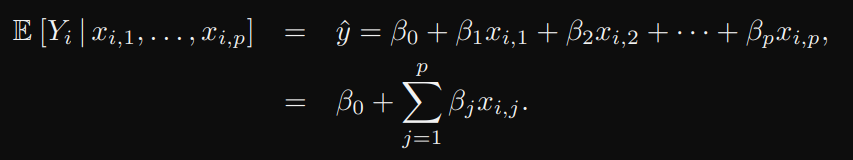 𝔼 [Yᵢ | xᵢ,₁, …, xᵢ,ₚ] = ŷ = β₀ + β₁xᵢ,₁ + β₂xᵢ,₂ + ⋯ + βₚxᵢ,ₚ,
= β₀ + ∑ⱼ₌₁ᵖ βⱼxᵢ,ⱼ.